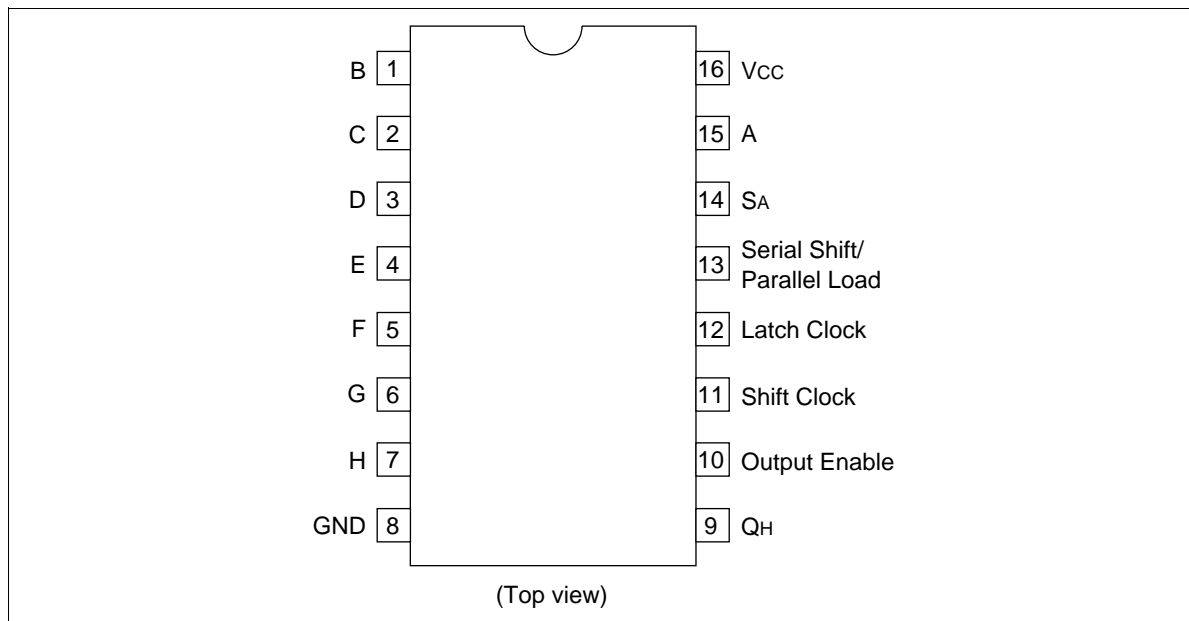 B 1 16 VCC
C 2 15 A
D 3 14 SA
E 4 13 Serial Shift/
Parallel Load
F 5 12 Latch Clock
G 6 11 Shift Clock
H 7 10 Output Enable
GND 8 9 QH
(Top view)